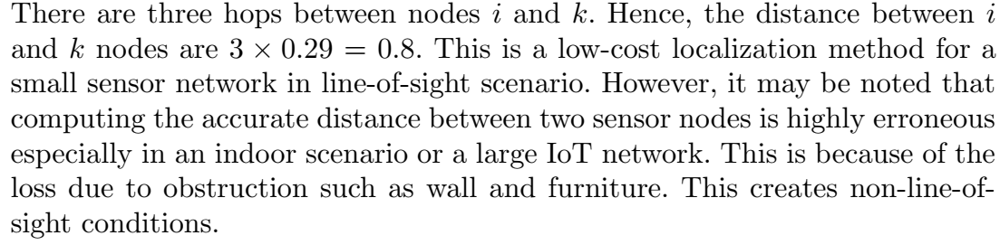 There are three hops between nodes i and k. Hence, the distance between i
and k nodes are 3 × 0.29 = 0.8. This is a low-cost localization method for a
small sensor network in line-of-sight scenario. However, it may be noted that
computing the accurate distance between two sensor nodes is highly erroneous
especially in an indoor scenario or a large IoT network. This is because of the
loss due to obstruction such as wall and furniture. This creates non-line-of-
sight conditions.